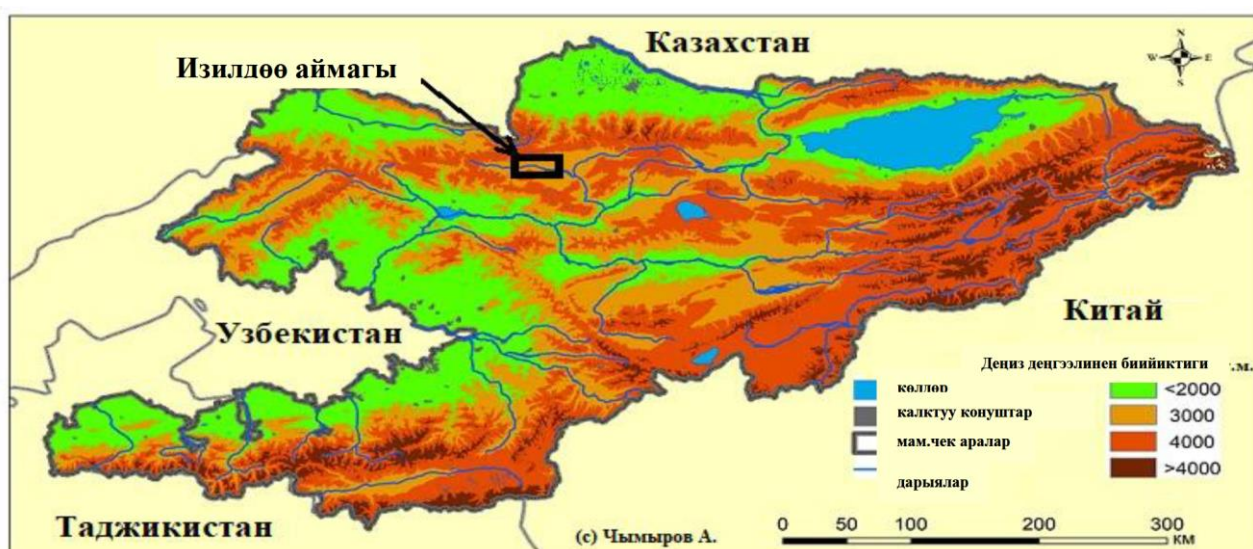 Казахстан
Изилдөө аймагы
N
W E
S
Узбекистан
Китай
Таджикистан
Деңиз деңгээлинен бийиктиги
.м.
көлдөр
калктуу конуштар
мам.чек аралар
дарыялар
<2000
3000
4000
>4000
(с) Чымыров А.
0 50 100 200 300
КМ